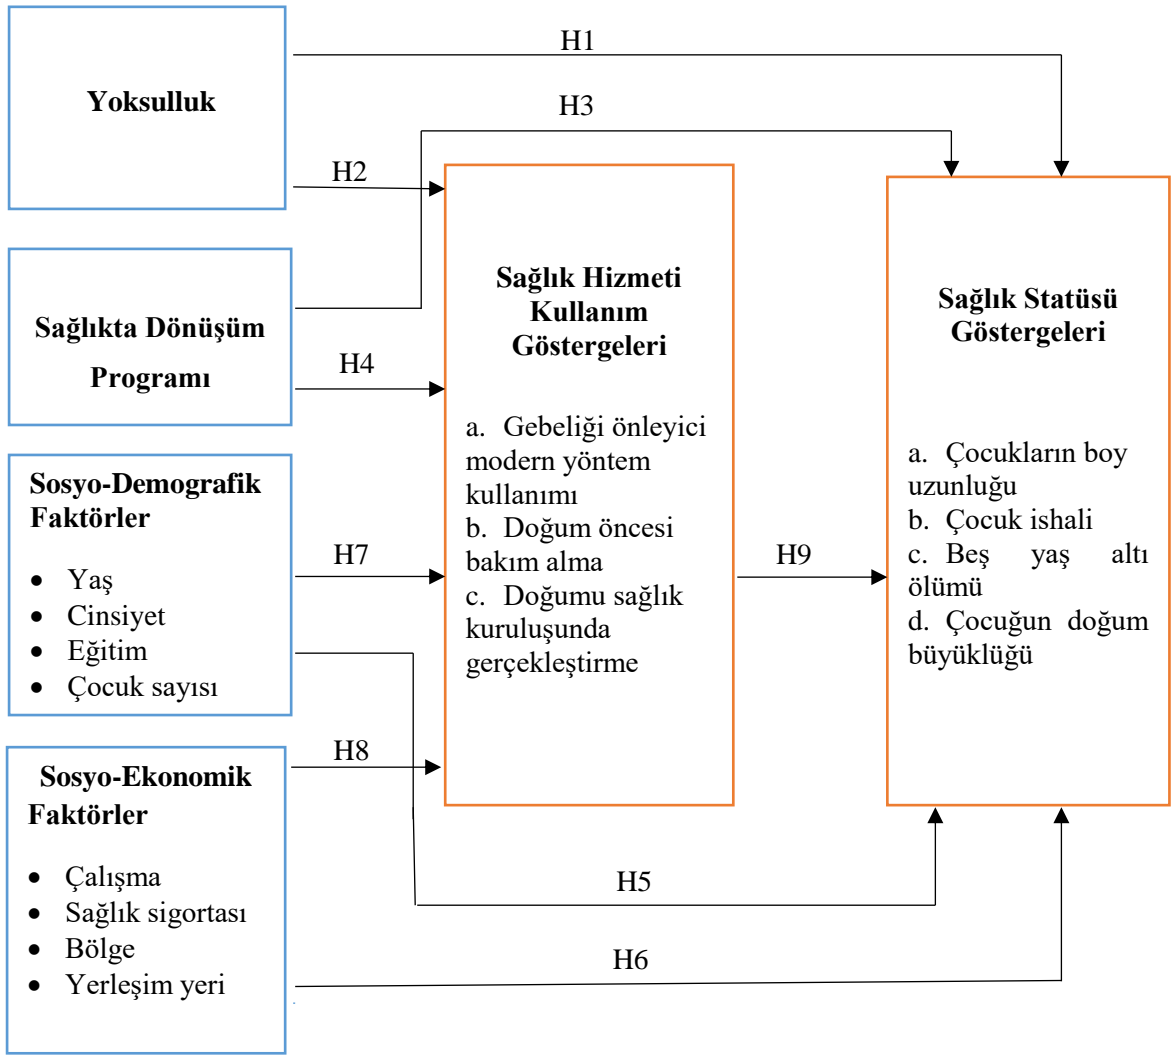 H1
Yoksulluk
H3
H2
Sağlıkta Dönüşüm
Programı
H4
Sağlık Hizmeti
Kullanım
Göstergeleri
a. Gebeliği önleyici
modern yöntem
kullanımı
b. Doğum öncesi
bakım alma
c. Doğumu sağlık
kuruluşunda
gerçekleştirme
Sağlık Statüsü
Göstergeleri
a. Çocukların boy
uzunluğu
b. Çocuk ishali
c. Beş yaş altı
ölümü
d. Çocuğun doğum
büyüklüğü
Sosyo-Demografik
Faktörler
• Yaş
• Cinsiyet
• Eğitim
• Çocuk sayısı
H7
H9
H8
Sosyo-Ekonomik
Faktörler
• Çalışma
• Sağlık sigortası
• Bölge
• Yerleşim yeri
H5
H6